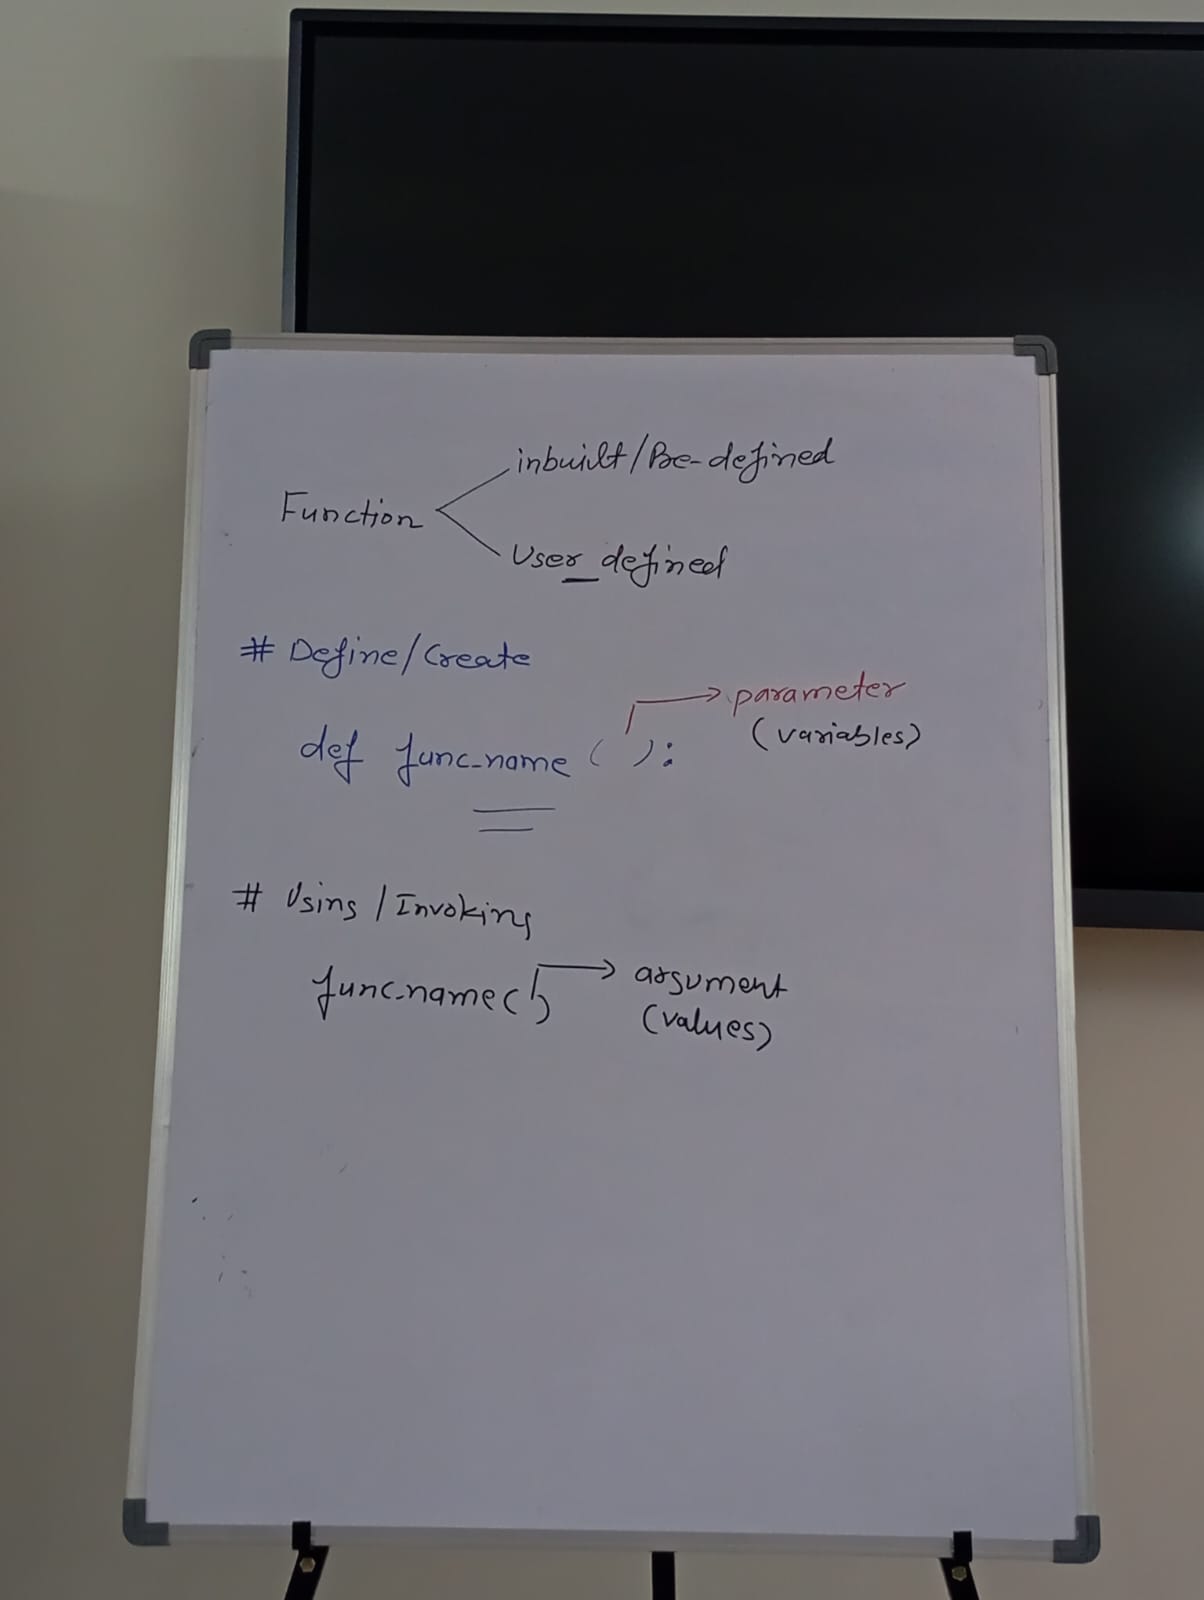 inbuilt/Pre-defined
Function
User_defined
# Define/Create
parameter
(variables)
def func_name ( ):
# Using / Invoking
func_name( )
argument
(values)